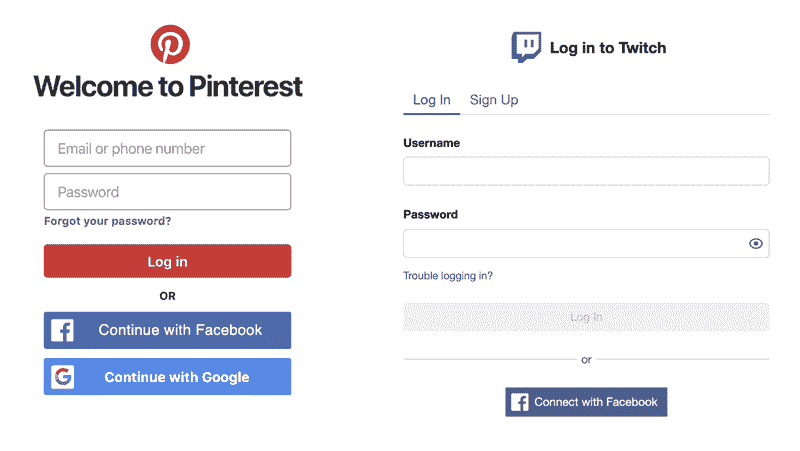 Welcome to Pinterest
Email or phone number
Password
Forgot your password?
Log in
OR
Continue with Facebook
Continue with Google
Log in to Twitch
Log In
Sign Up
Username
Password
Trouble logging in?
Log In
or
Connect with Facebook